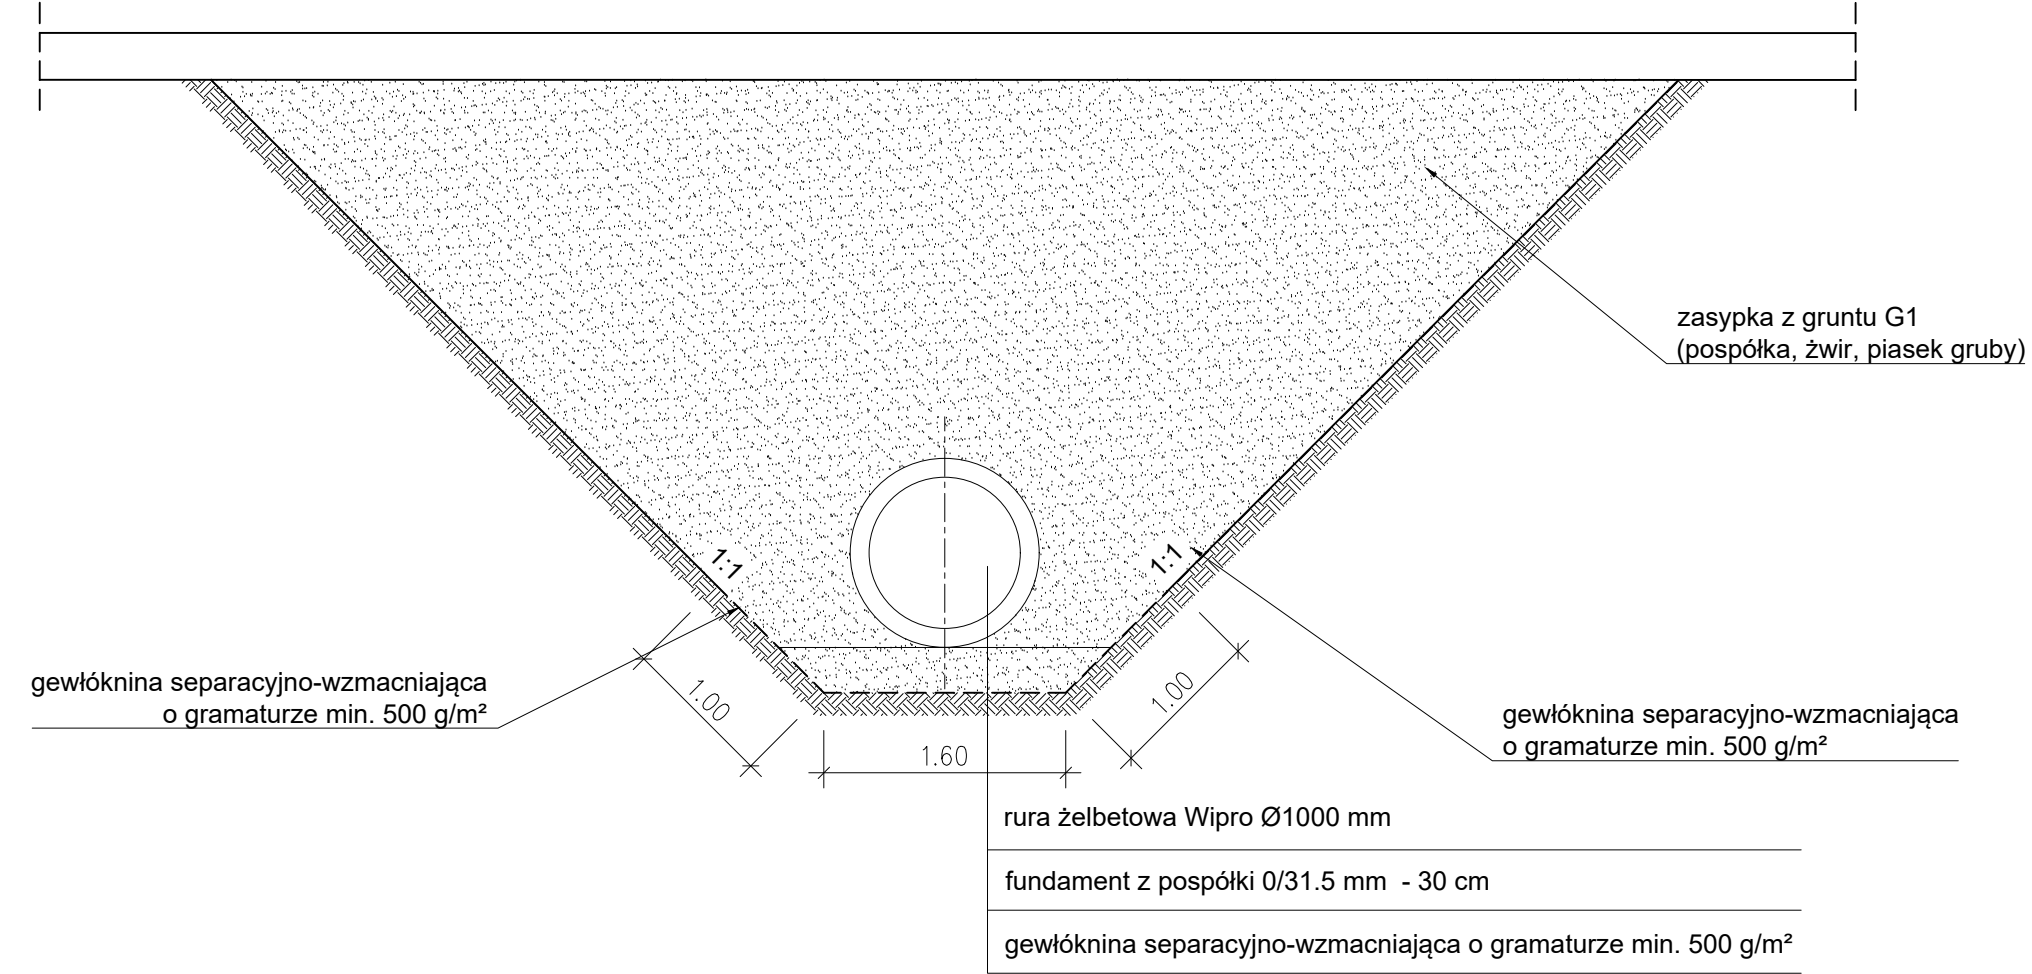 zasypka z gruntu G1
(pospółka, żwir, piasek gruby)
1:1
1:1
gewłóknina separacyjno-wzmacniająca
o gramaturze min. 500 g/m²
1.00
1.00
gewłóknina separacyjno-wzmacniająca
o gramaturze min. 500 g/m²
1.60
rura żelbetowa Wipro Ø1000 mm
fundament z pospółki 0/31.5 mm - 30 cm
gewłóknina separacyjno-wzmacniająca o gramaturze min. 500 g/m²